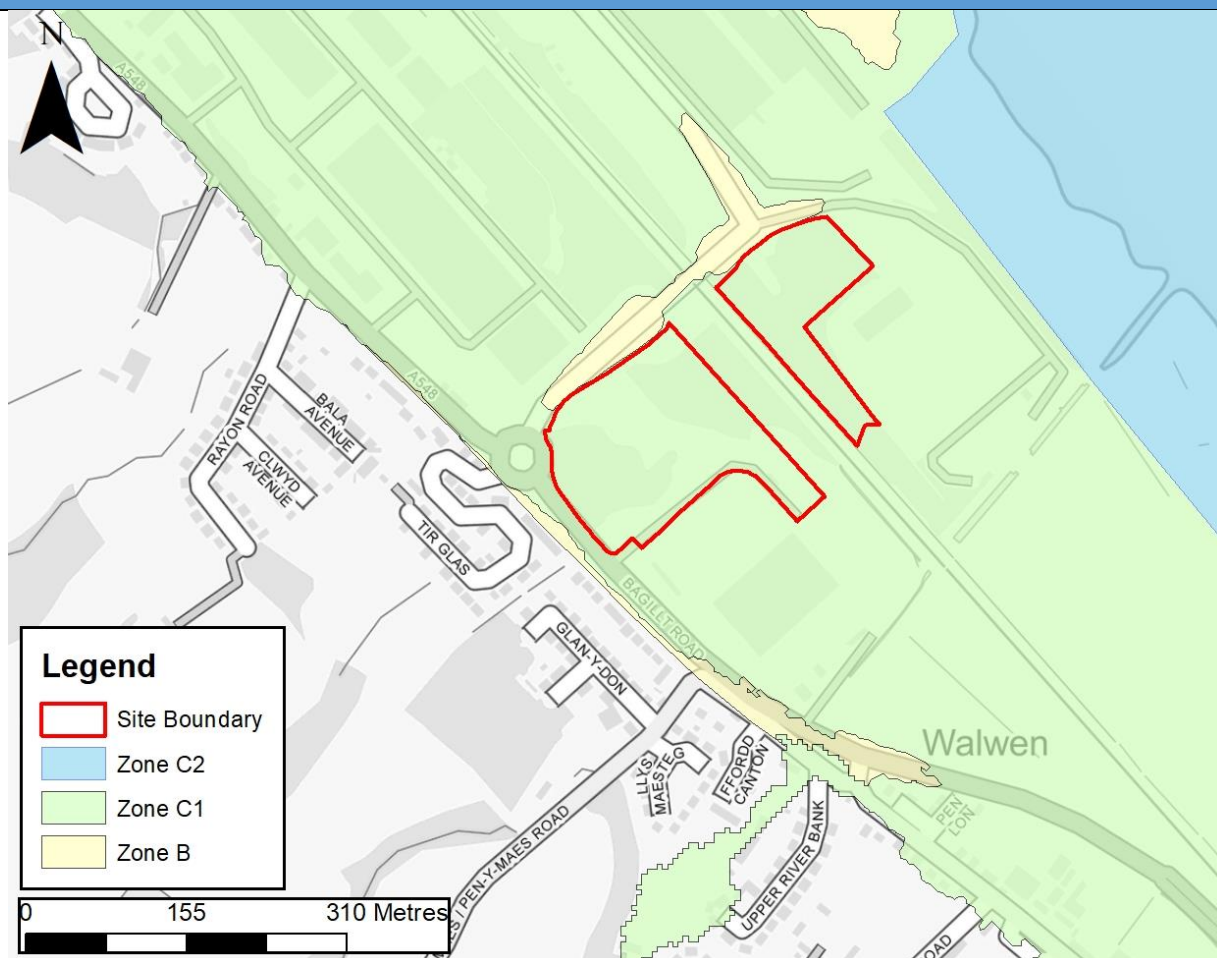 N
A548
A548
RAYON ROAD
BALA
AVENUE
CLWYD
AVENUE
TIR GLAS
BAGILLT ROAD
GLAN-Y-DON
Walwen
LLYS
MAESTEG
FFORDD
CANTON
PEN
LON
UPPER RIVER BANK
PEN-Y-MAES ROAD
ROAD
Legend
Site Boundary
Zone C2
Zone C1
Zone B
0 155 310 Metres